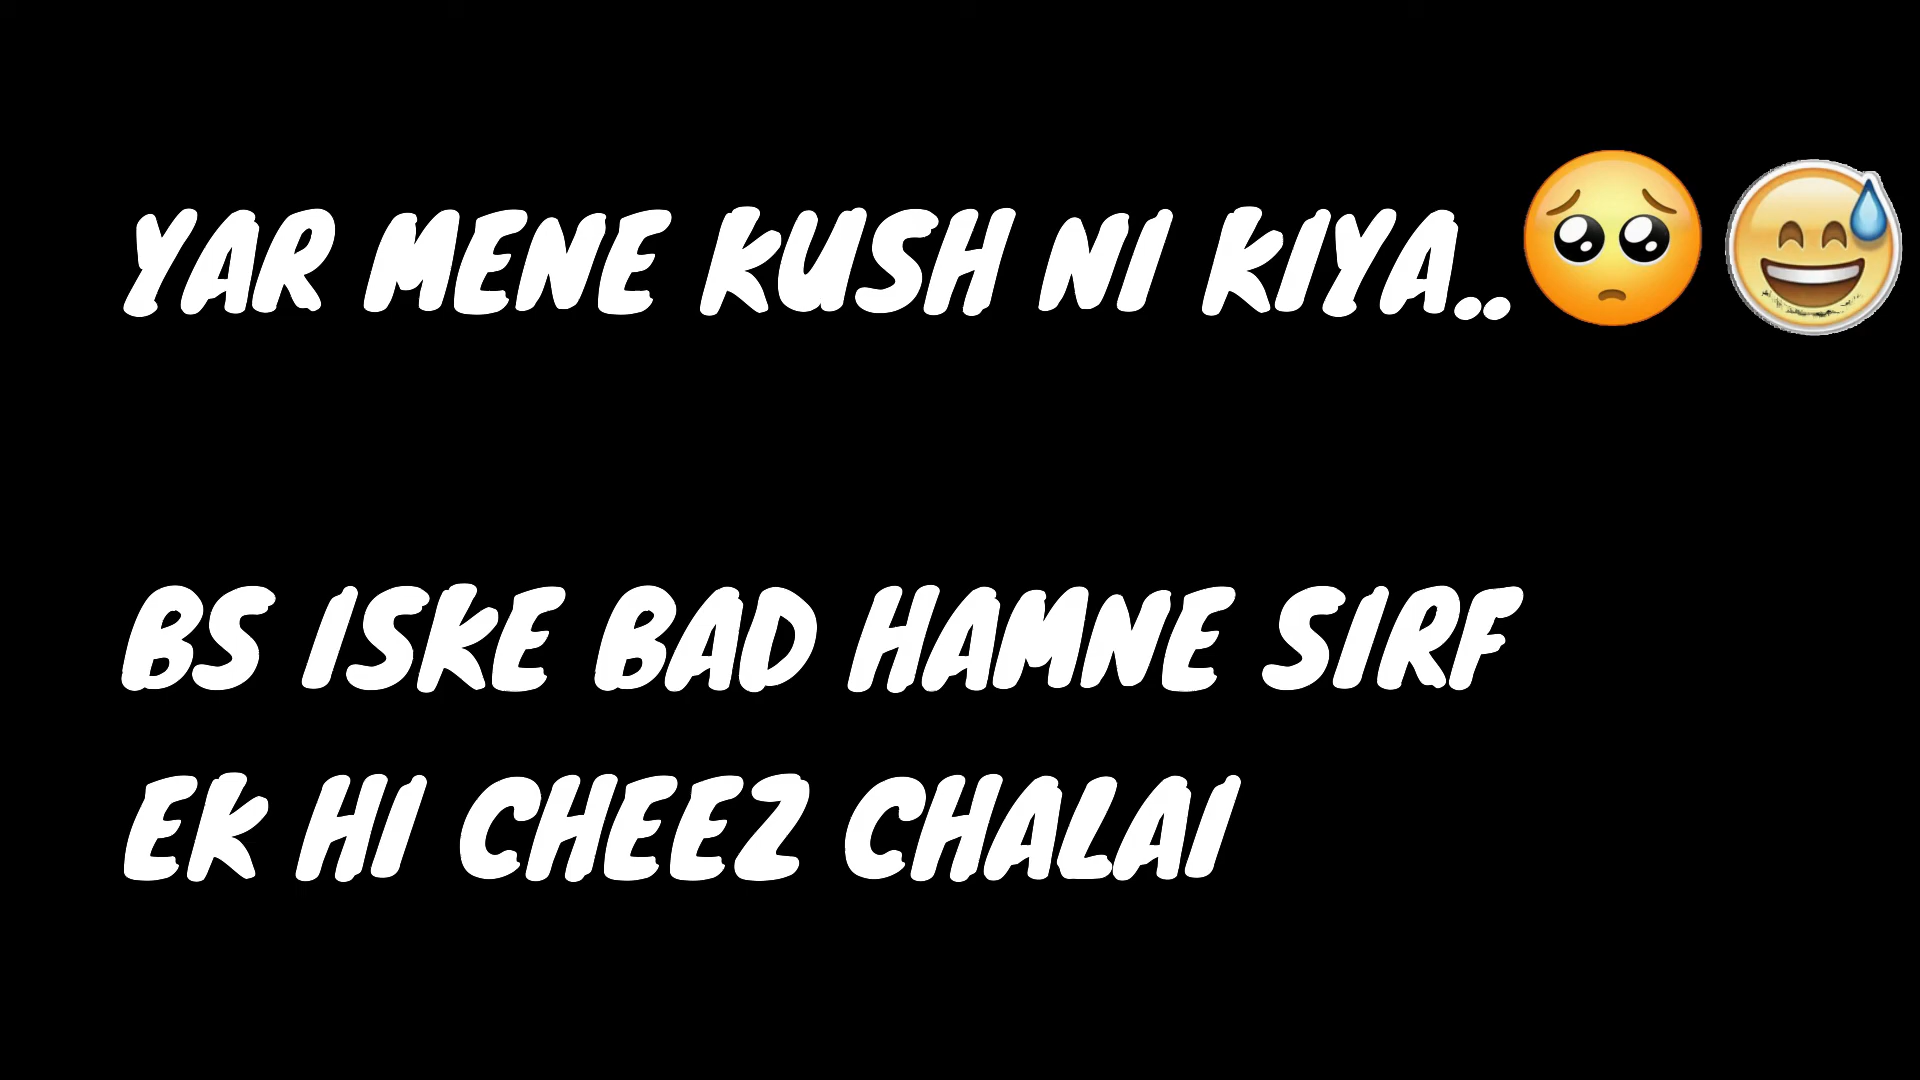 YAR MENE KUSH NI KIYA..🥺😅
BS ISKE BAD HAMNE SIRF
EK HI CHEEZ CHALAI